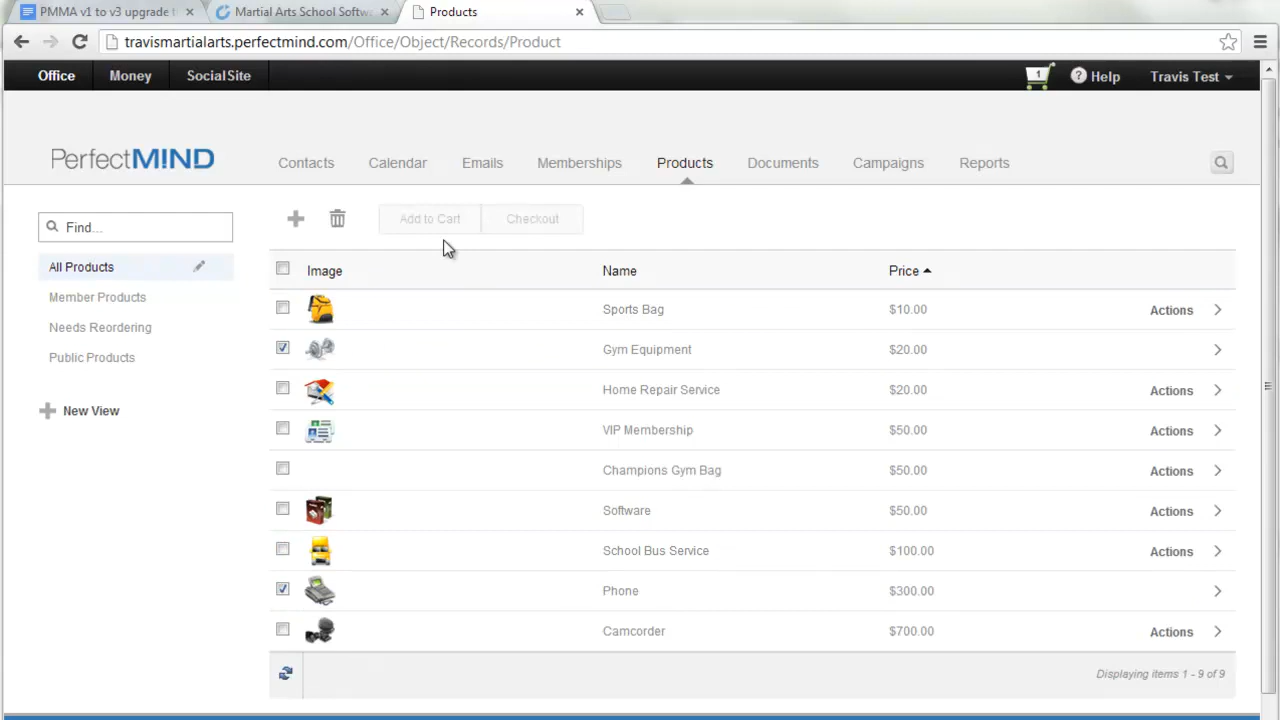 PMMA v1 to v3 upgrade
Martial Arts School Softw
Products
travismartialarts.perfectmind.com/Office/Object/Records/Product
Office Money SocialSite 1 Help Travis Test
PerfectMIND Contacts Calendar Emails Memberships Products Documents Campaigns Reports
Find...
Add to Cart Checkout
All Products
Member Products
Needs Reordering
Public Products
New View
Image Name Price
Sports Bag $10.00 Actions
Gym Equipment $20.00
Home Repair Service $20.00 Actions
VIP Membership $50.00 Actions
Champions Gym Bag $50.00 Actions
Software $50.00 Actions
School Bus Service $100.00 Actions
Phone $300.00
Camcorder $700.00 Actions
Displaying items 1 - 9 of 9